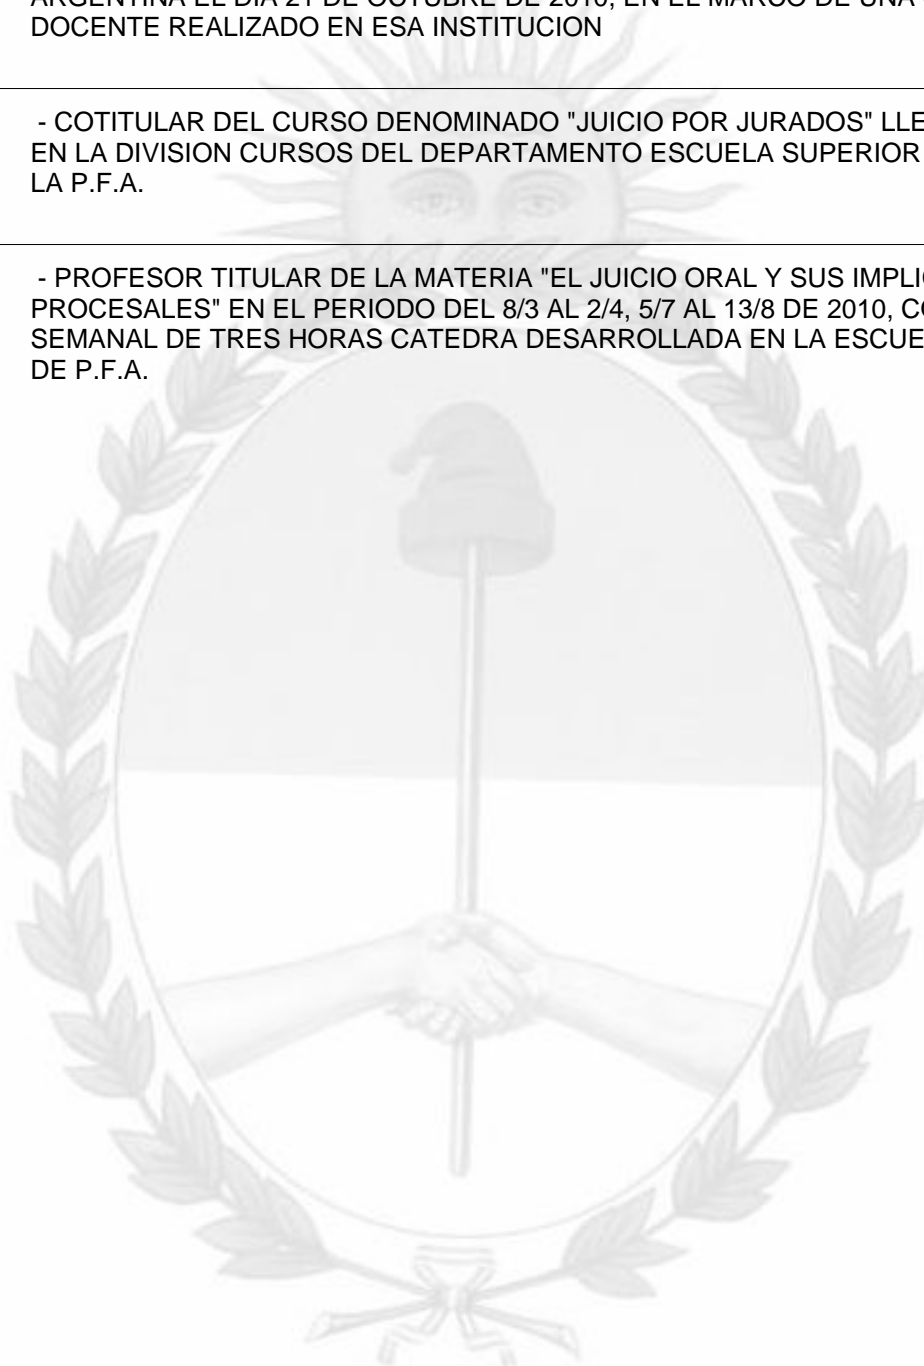 ARGENTINA EL DIA 21 DE OCTUBRE DE 2010, EN EL MARCO DE UNA
DOCENTE REALIZADO EN ESA INSTITUCION
- COTITULAR DEL CURSO DENOMINADO "JUICIO POR JURADOS" LLE
EN LA DIVISION CURSOS DEL DEPARTAMENTO ESCUELA SUPERIOR
LA P.F.A.
- PROFESOR TITULAR DE LA MATERIA "EL JUICIO ORAL Y SUS IMPLI
PROCESALES" EN EL PERIODO DEL 8/3 AL 2/4, 5/7 AL 13/8 DE 2010, CO
SEMANAL DE TRES HORAS CATEDRA DESARROLLADA EN LA ESCUE
DE P.F.A.